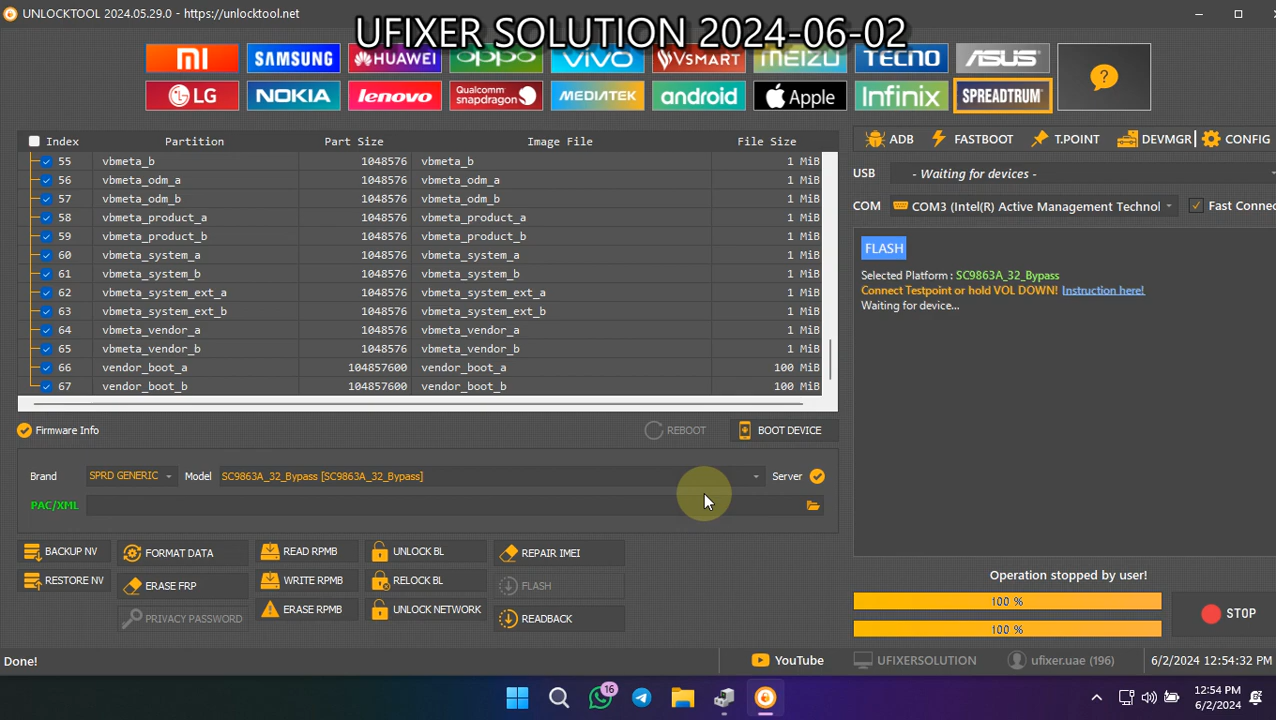 UNLOCKTOOL 2024.05.29.0 - https://unlocktool.net
UFIXER SOLUTION 2024-06-02
SAMSUNG HUAWEI oppo vivo VSMART MEIZU TECNO ASUS
LG NOKIA lenovo Qualcomm snapdragon MEDIATEK android Apple Infinix SPREADTRUM ?
Index Partition Part Size Image File File Size
55 vbmeta_b 1048576 vbmeta_b 1 MiB
56 vbmeta_odm_a 1048576 vbmeta_odm_a 1 MiB
57 vbmeta_odm_b 1048576 vbmeta_odm_b 1 MiB
58 vbmeta_product_a 1048576 vbmeta_product_a 1 MiB
59 vbmeta_product_b 1048576 vbmeta_product_b 1 MiB
60 vbmeta_system_a 1048576 vbmeta_system_a 1 MiB
61 vbmeta_system_b 1048576 vbmeta_system_b 1 MiB
62 vbmeta_system_ext_a 1048576 vbmeta_system_ext_a 1 MiB
63 vbmeta_system_ext_b 1048576 vbmeta_system_ext_b 1 MiB
64 vbmeta_vendor_a 1048576 vbmeta_vendor_a 1 MiB
65 vbmeta_vendor_b 1048576 vbmeta_vendor_b 1 MiB
66 vendor_boot_a 104857600 vendor_boot_a 100 MiB
67 vendor_boot_b 104857600 vendor_boot_b 100 MiB
Firmware Info REBOOT BOOT DEVICE
Brand SPRD GENERIC Model SC9863A_32_Bypass [SC9863A_32_Bypass] Server
PAC/XML
BACKUP NV FORMAT DATA READ RPMB UNLOCK BL REPAIR IMEI
RESTORE NV ERASE FRP WRITE RPMB RELOCK BL FLASH
PRIVACY PASSWORD ERASE RPMB UNLOCK NETWORK READBACK
ADB FASTBOOT T.POINT DEVMGR CONFIG
USB - Waiting for devices -
COM COM3 (Intel(R) Active Management Technol Fast Connec
FLASH
Selected Platform : SC9863A_32_Bypass
Connect Testpoint or hold VOL DOWN! Instruction here!
Waiting for device...
Operation stopped by user!
100 %
100 %
STOP
Done! YouTube UFIXERSOLUTION ufixer.uae (196) 6/2/2024 12:54:32 PM
16
12:54 PM
6/2/2024